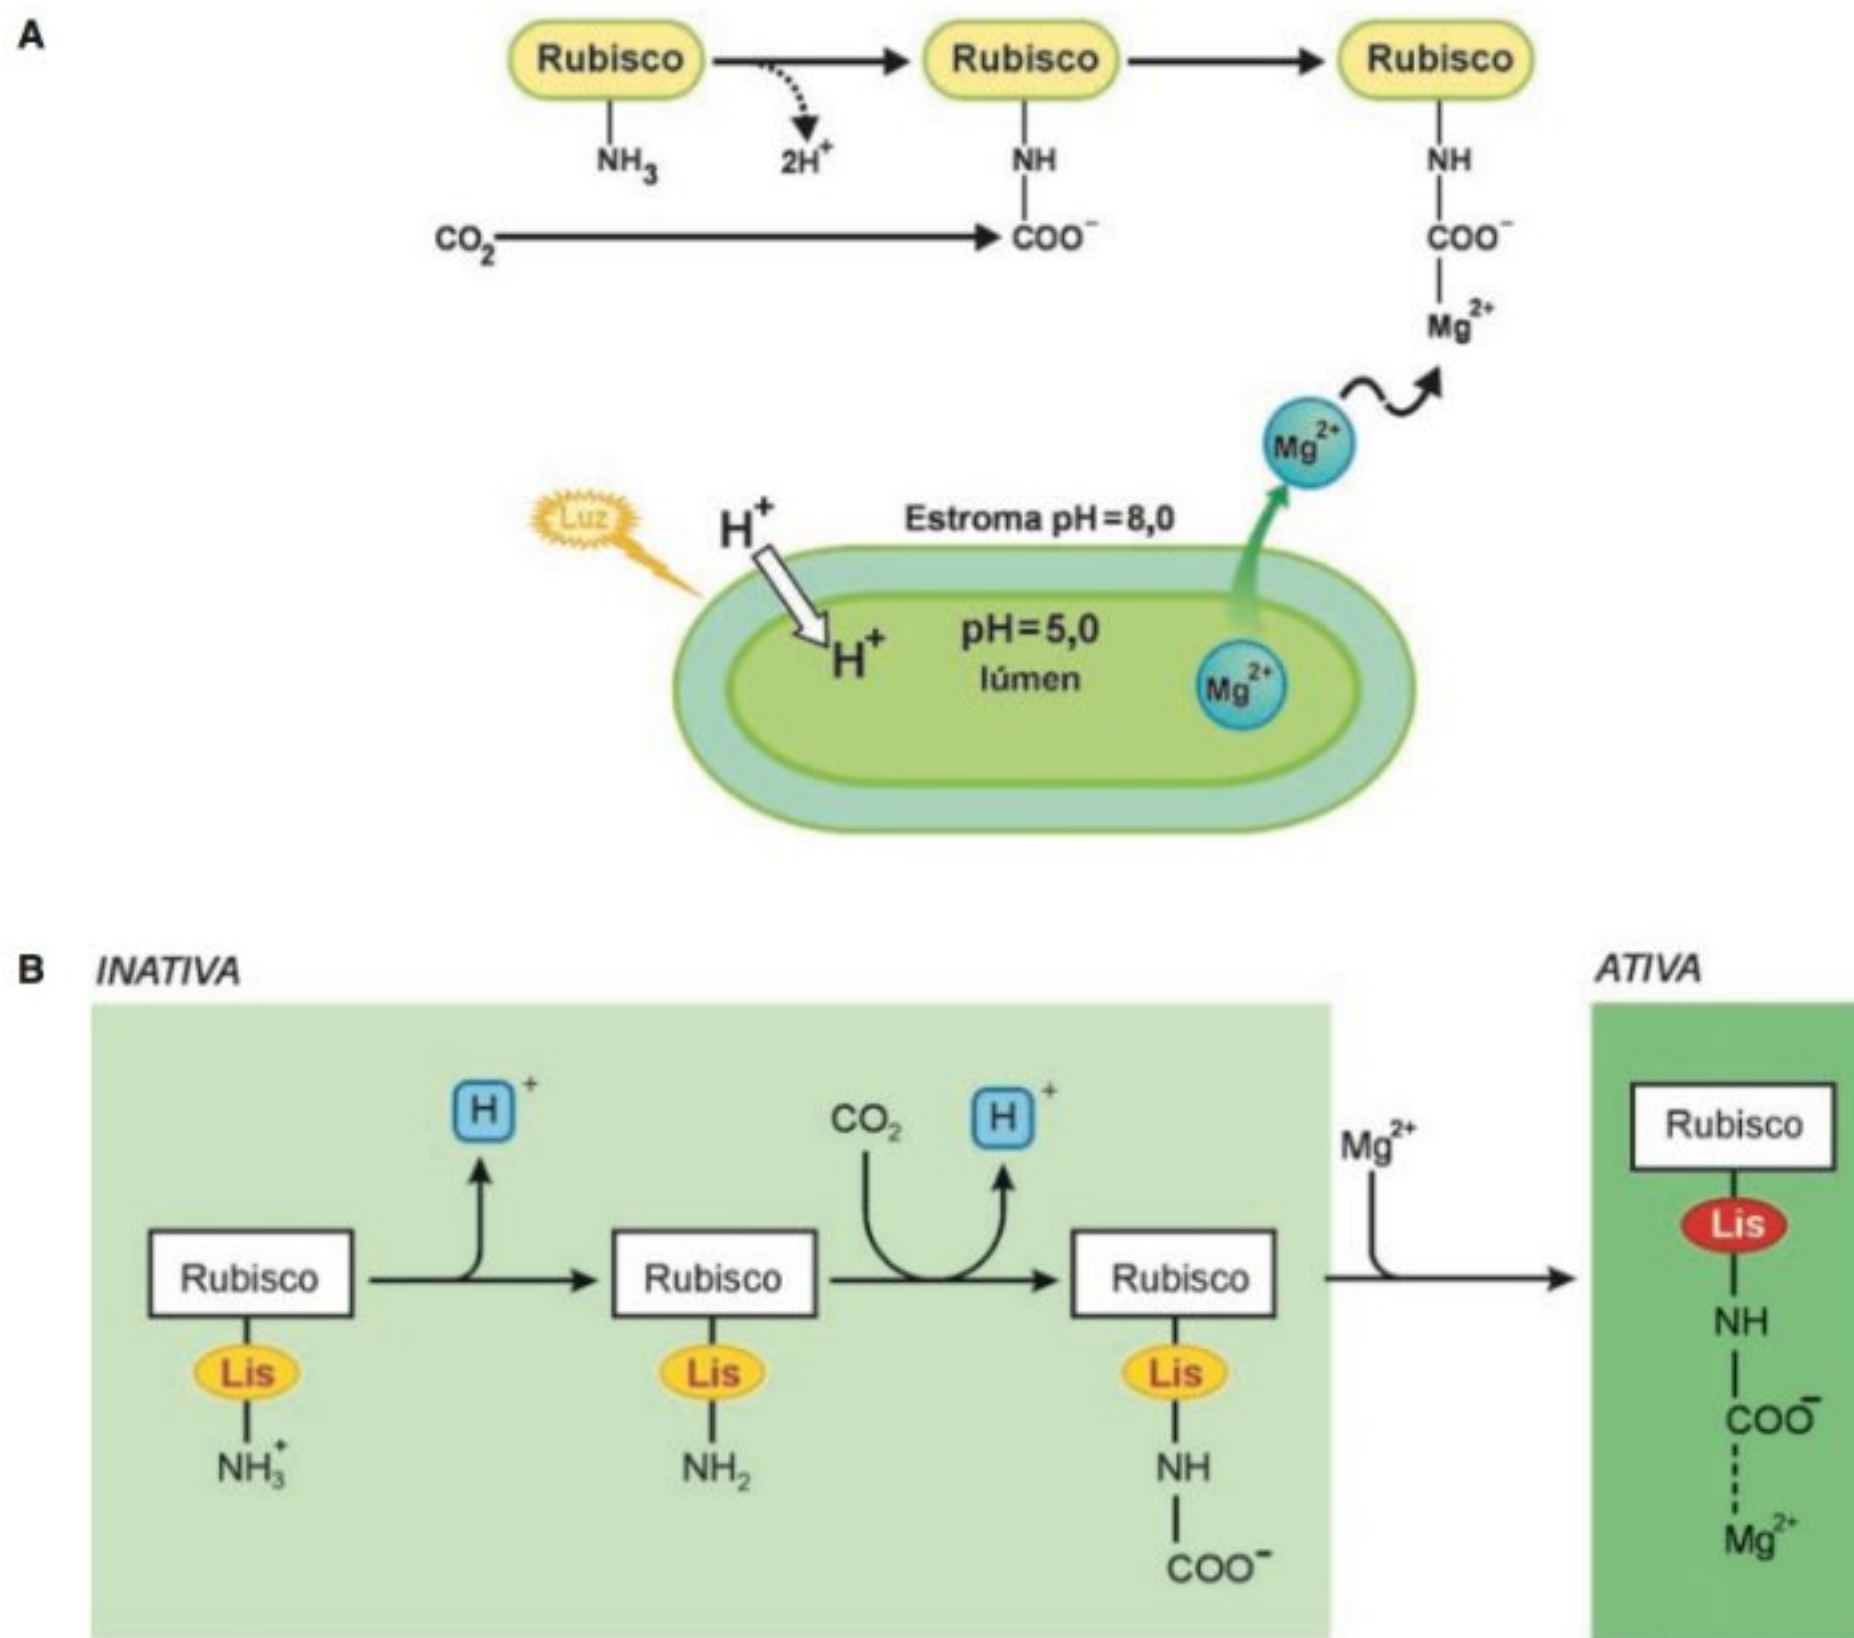 A
Rubisco Rubisco Rubisco
NH₃ 2H⁺ NH NH
CO₂ COO⁻ COO⁻
Mg²⁺
Mg²⁺
Luz H⁺ Estroma pH=8,0
H⁺ pH=5,0 Mg²⁺
lúmen
B INATIVA ATIVA
H⁺ CO₂ H⁺ Mg²⁺ Rubisco
Lis
Rubisco Rubisco Rubisco
NH
Lis Lis Lis
COO⁻
NH₃⁺ NH₂ NH
Mg²⁺
COO⁻